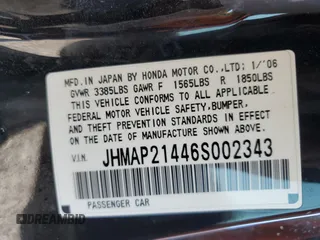 MFD.IN JAPAN BY HONDA MOTOR CO.,LTD: 1/'06
GVWR 3385LBS GAWR F 1565LBS R 1850LBS
THIS VEHICLE CONFORMS TO ALL APPLICABLE
FEDERAL MOTOR VEHICLE SAFETY,BUMPER,
AND THEFT PREVENTION STANDARDS IN EFFECT
ON THE DATE OF MANUFACTURE SHOWN ABOVE.
V.I.N. JHMAP21446S002343
PASSENGER CAR
DREAMBID